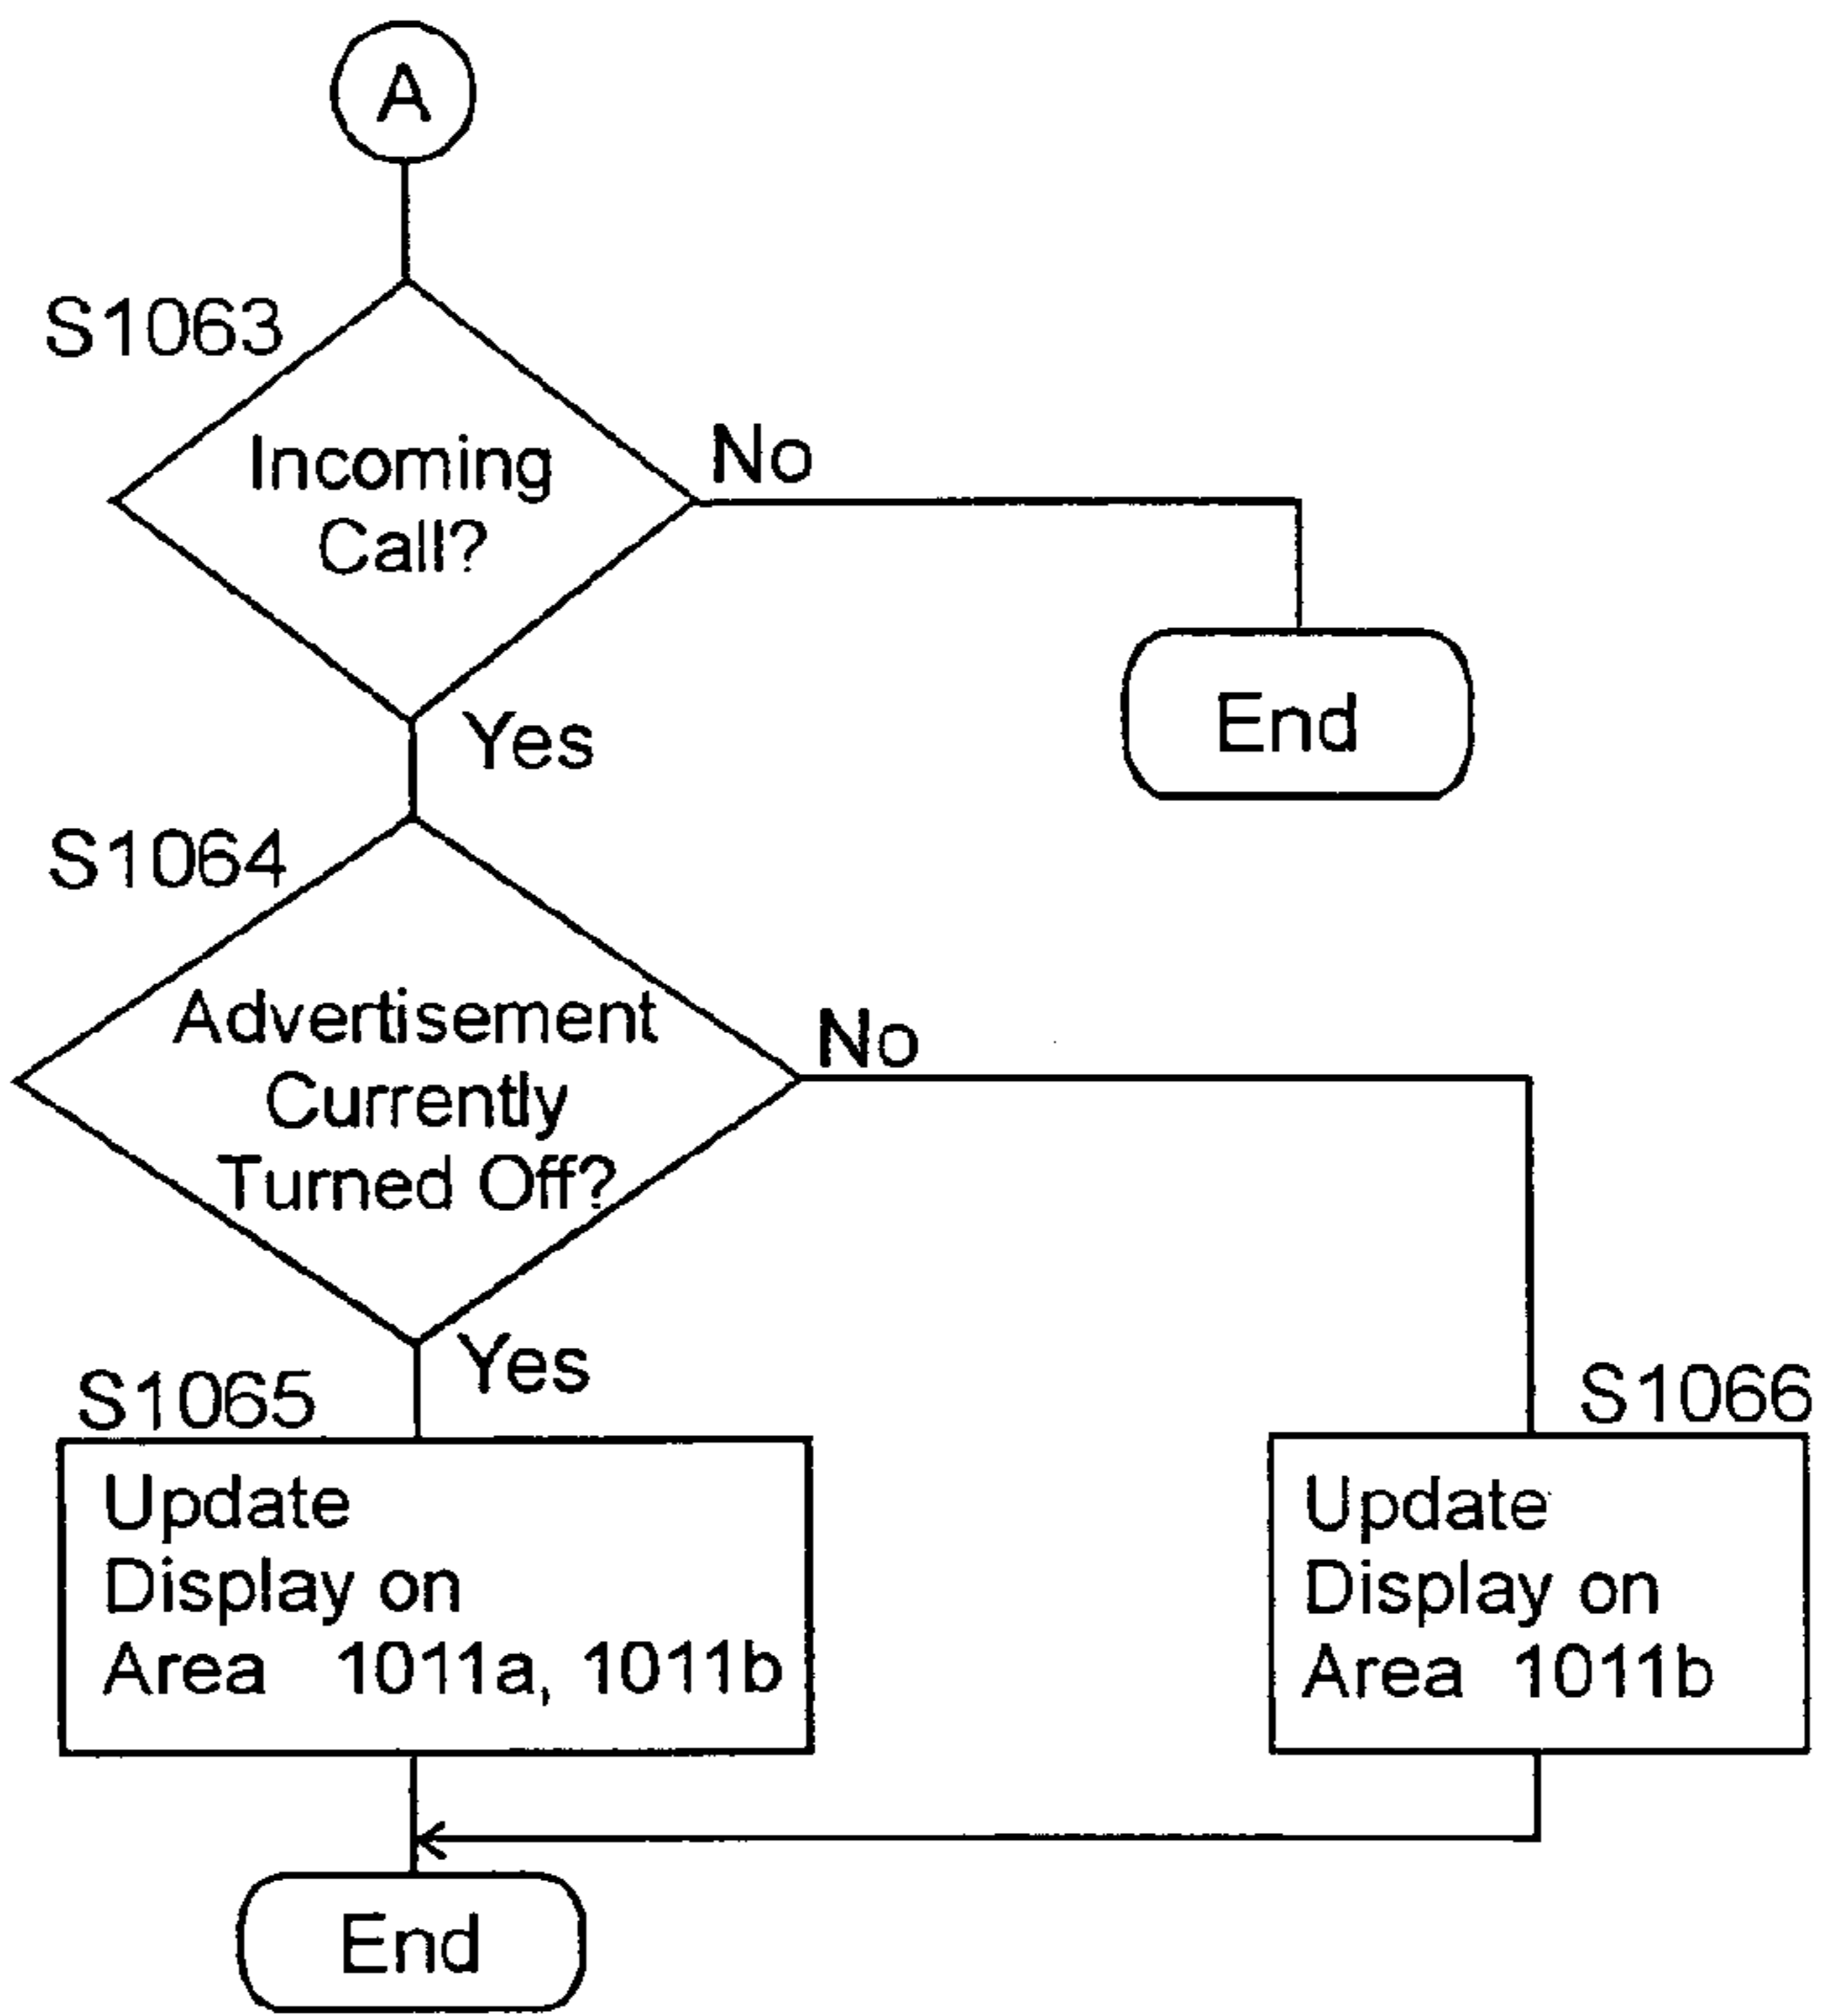 A
S1063
Incoming
Call?
No
End
Yes
S1064
Advertisement
Currently
Turned Off?
No
Yes
S1065
Update
Display on
Area 1011a, 1011b
S1066
Update
Display on
Area 1011b
End